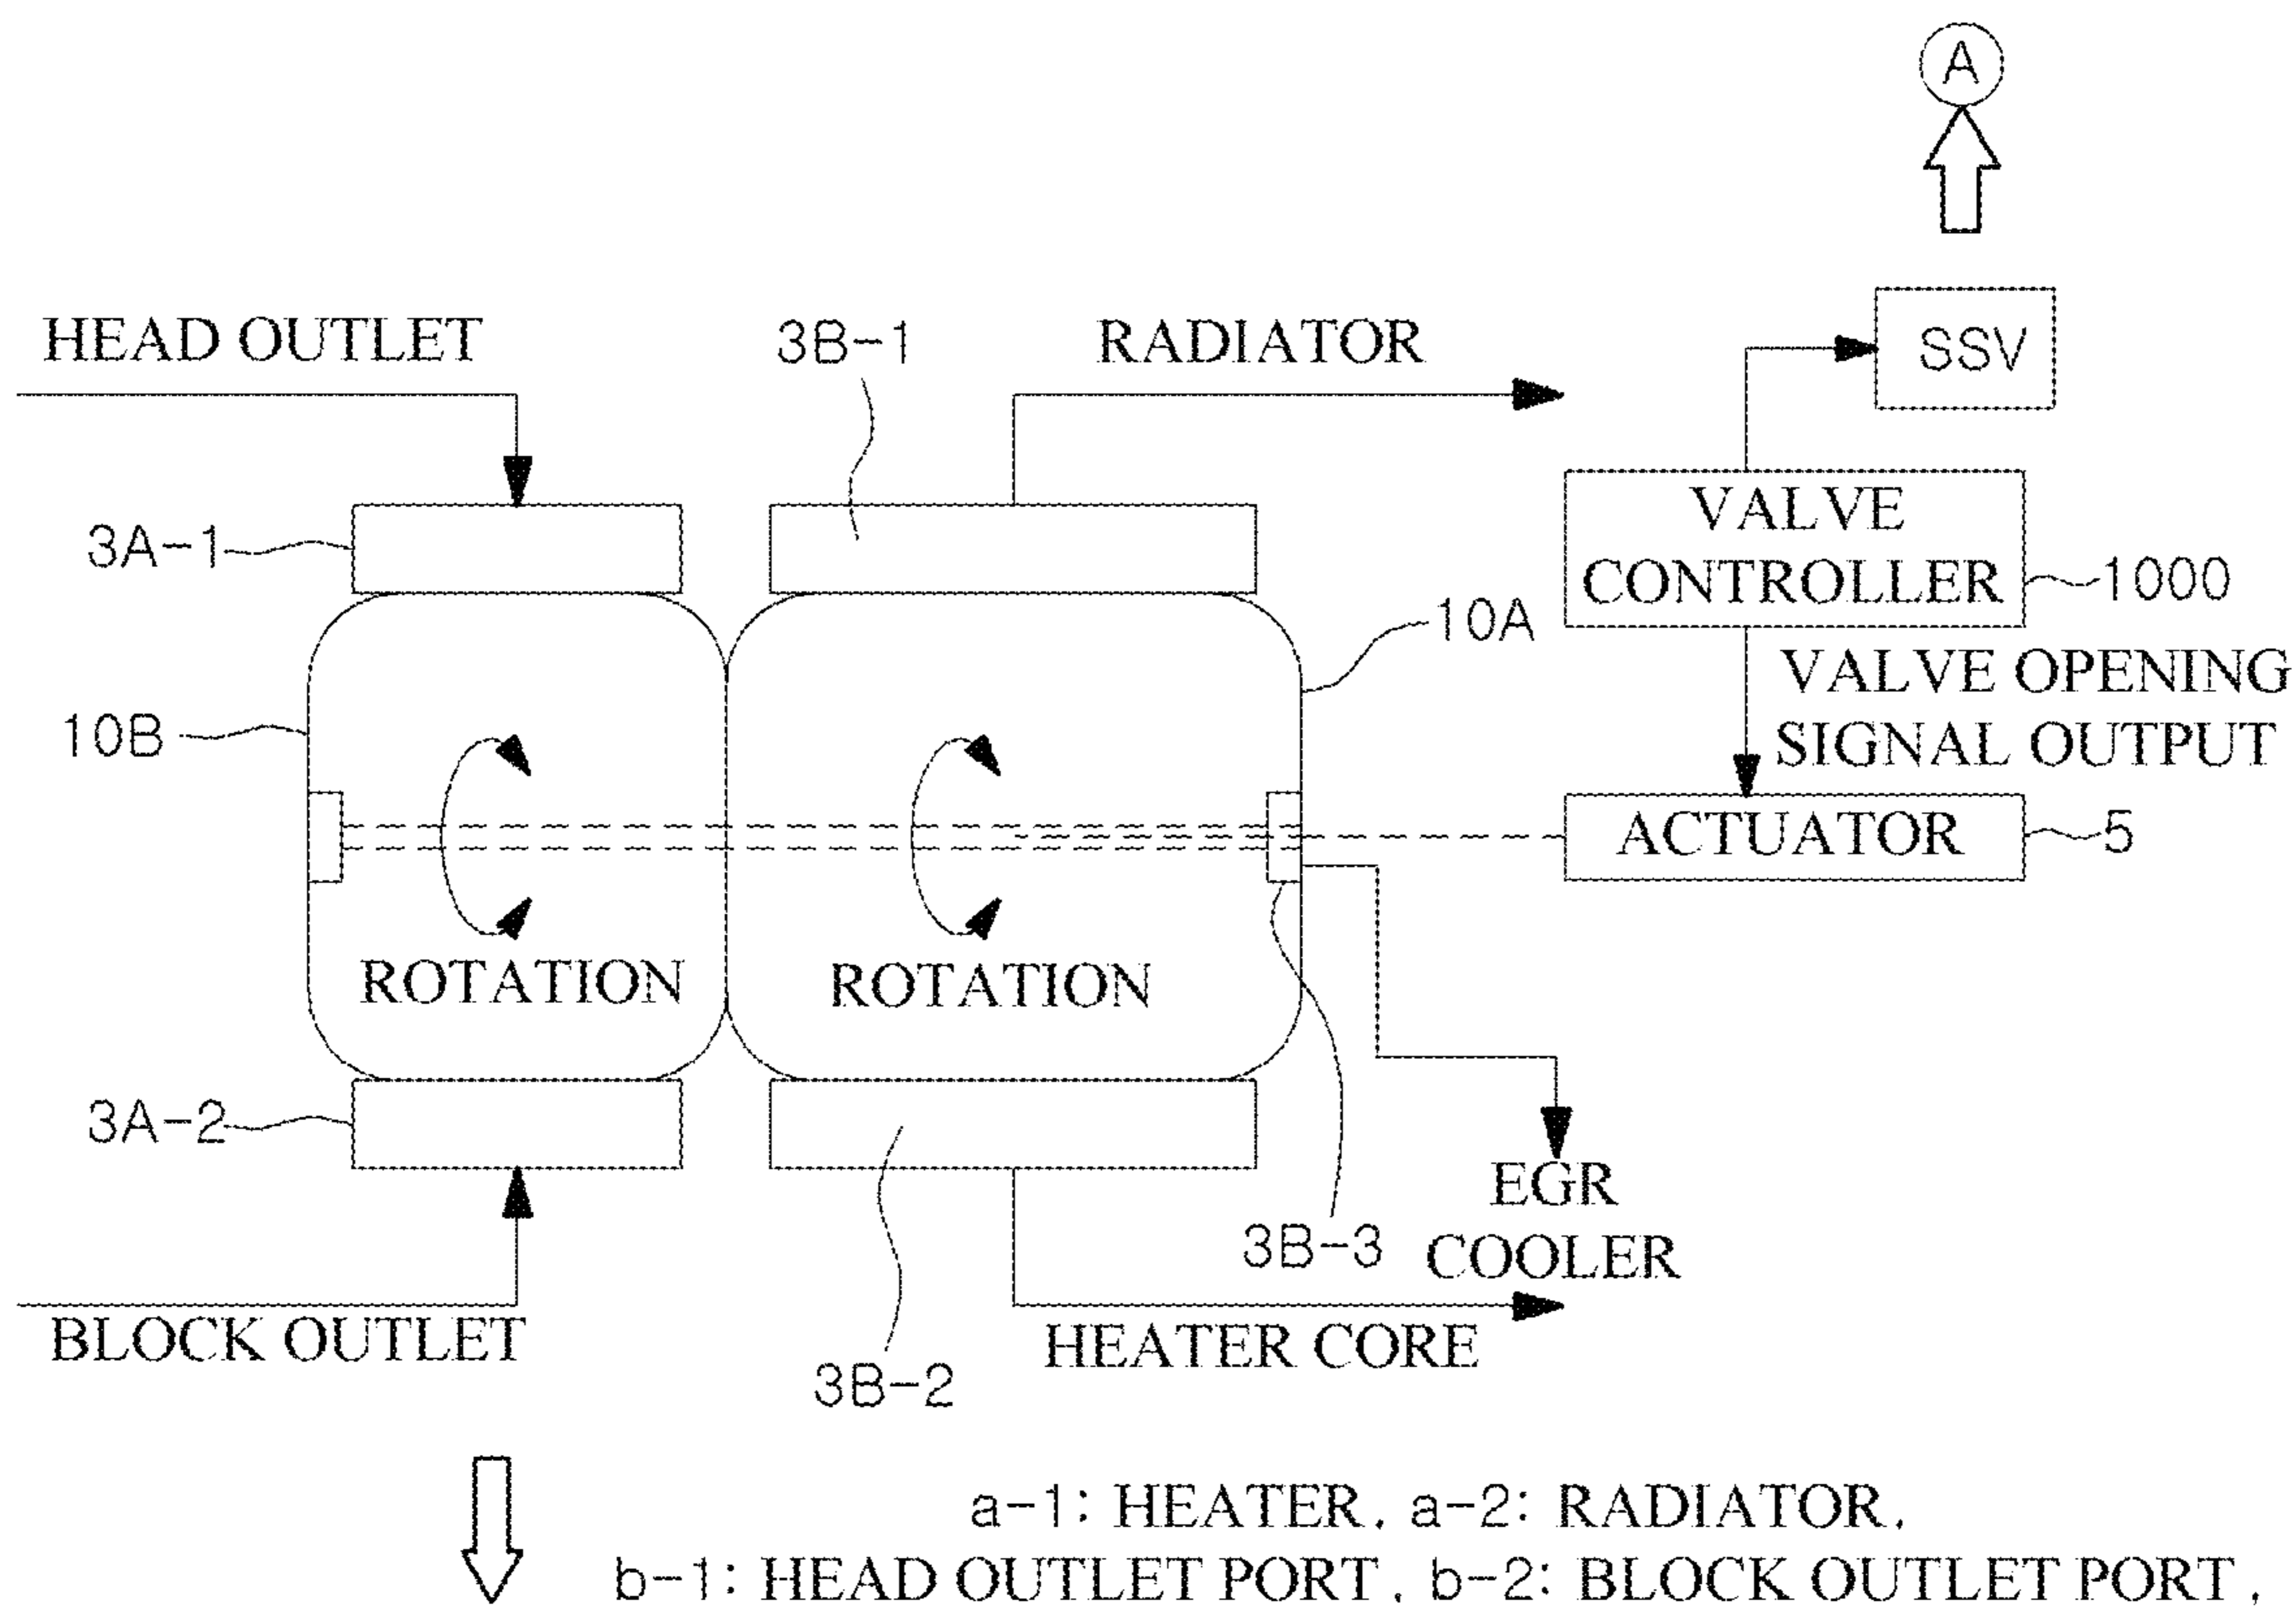 A
HEAD OUTLET
3B-1
RADIATOR
SSV
3A-1
VALVE
CONTROLLER
1000
10A
VALVE OPENING
SIGNAL OUTPUT
10B
ACTUATOR
5
ROTATION
ROTATION
3A-2
EGR
COOLER
3B-3
BLOCK OUTLET
HEATER CORE
3B-2
a-1: HEATER, a-2: RADIATOR,
b-1: HEAD OUTLET PORT, b-2: BLOCK OUTLET PORT,